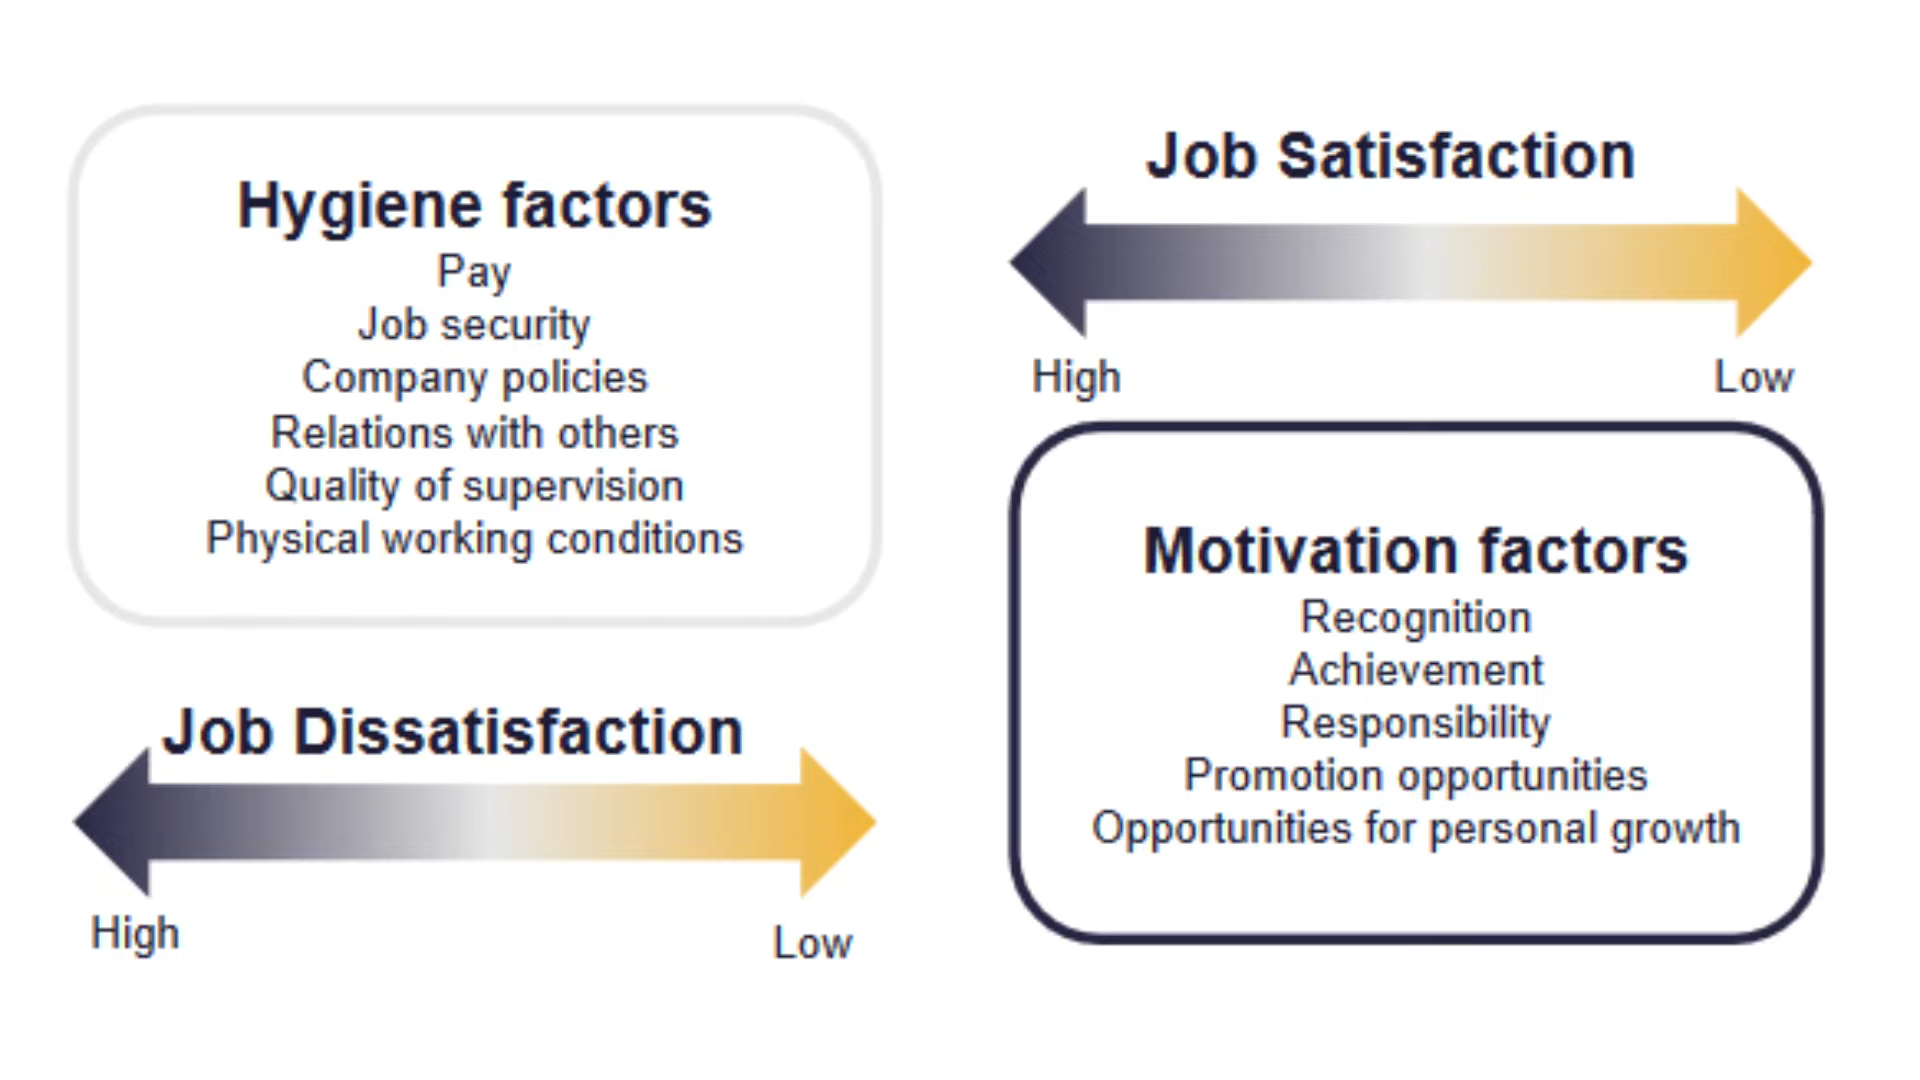 Hygiene factors
Pay
Job security
Company policies
Relations with others
Quality of supervision
Physical working conditions
Job Dissatisfaction
High
Low
Job Satisfaction
High
Low
Motivation factors
Recognition
Achievement
Responsibility
Promotion opportunities
Opportunities for personal growth